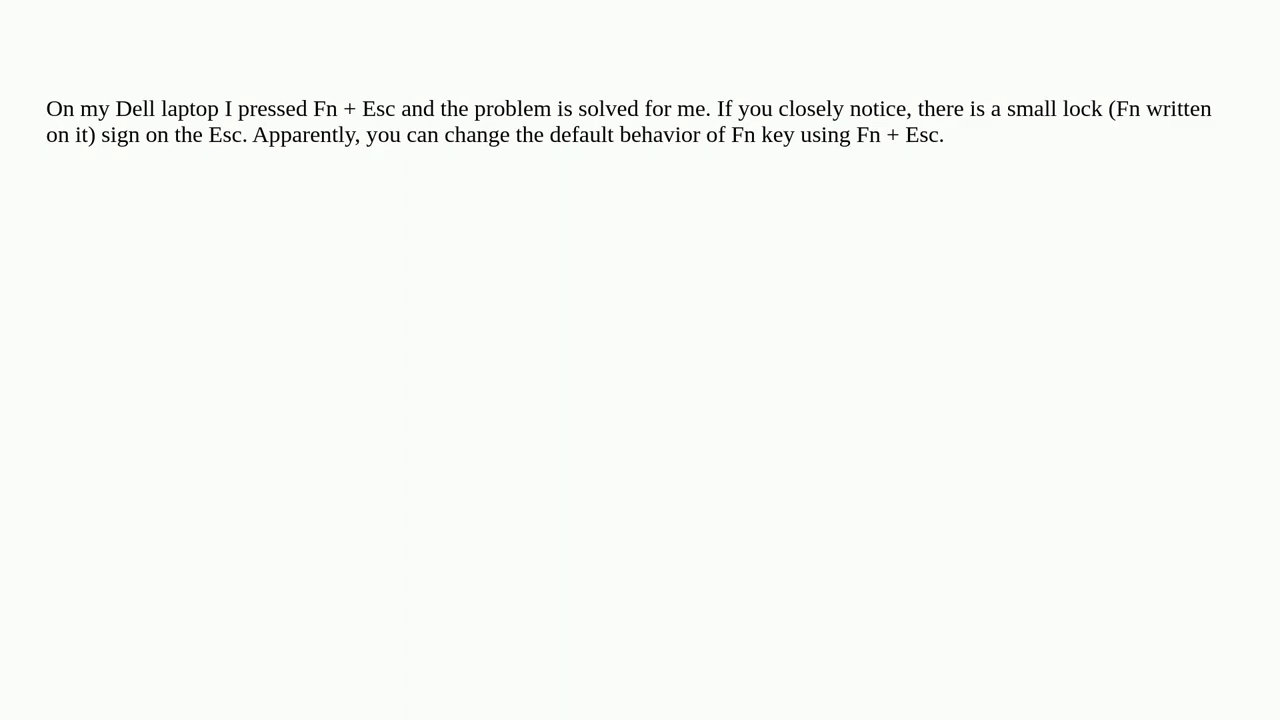 On my Dell laptop I pressed Fn + Esc and the problem is solved for me. If you closely notice, there is a small lock (Fn written
on it) sign on the Esc. Apparently, you can change the default behavior of Fn key using Fn + Esc.